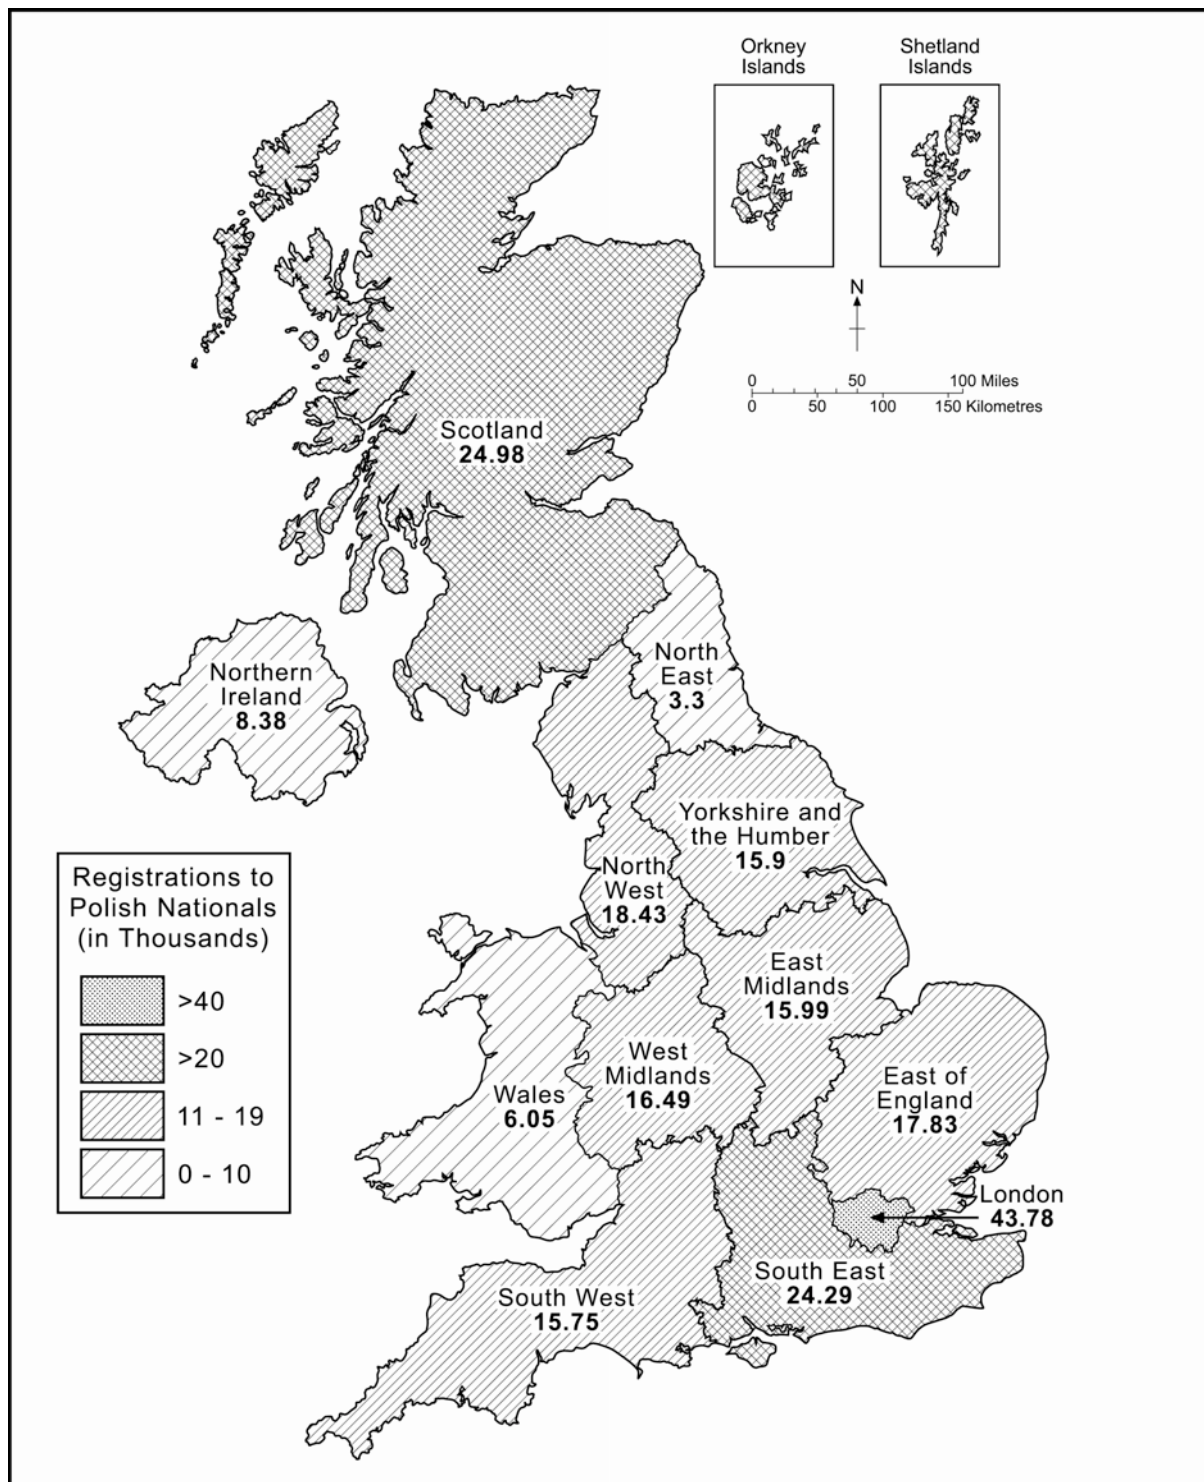 Orkney
Islands
Shetland
Islands
N
0 50 100 Miles
0 50 100 150 Kilometres
Scotland
24.98
Northern
Ireland
8.38
North
East
3.3
Yorkshire and
the Humber
15.9
North
West
18.43
East
Midlands
15.99
West
Midlands
16.49
Wales
6.05
East of
England
17.83
London
43.78
South East
24.29
South West
15.75
Registrations to
Polish Nationals
(in Thousands)
>40
>20
11 - 19
0 - 10